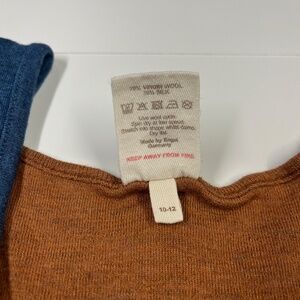 70% VIRGIN WOOL
30% SILK
Use wool cycle.
Spin dry at low speed.
Stretch into shape whilst damp.
Dry flat.
Made by Engel
Germany
KEEP AWAY FROM FIRE
10-12